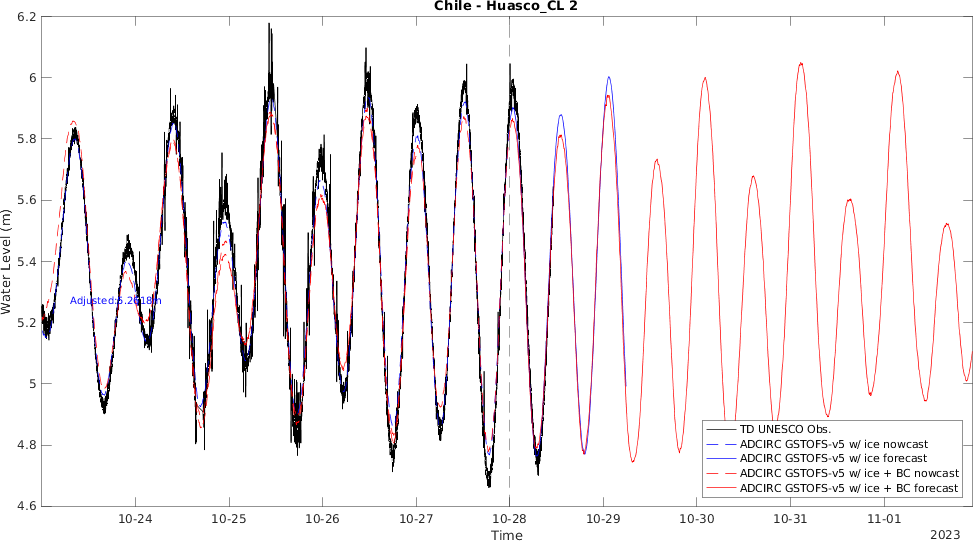 Chile - Huasco_CL 2
6.2
6
5.8
5.6
5.4
5.2
5
4.8
4.6
Water Level (m)
TD UNESCO Obs.
ADCIRC GSTOFS-v5 w/ ice nowcast
ADCIRC GSTOFS-v5 w/ ice forecast
ADCIRC GSTOFS-v5 w/ ice + BC nowcast
ADCIRC GSTOFS-v5 w/ ice + BC forecast
10-24 10-25 10-26 10-27 10-28 10-29 10-30 10-31 11-01
Time
2023